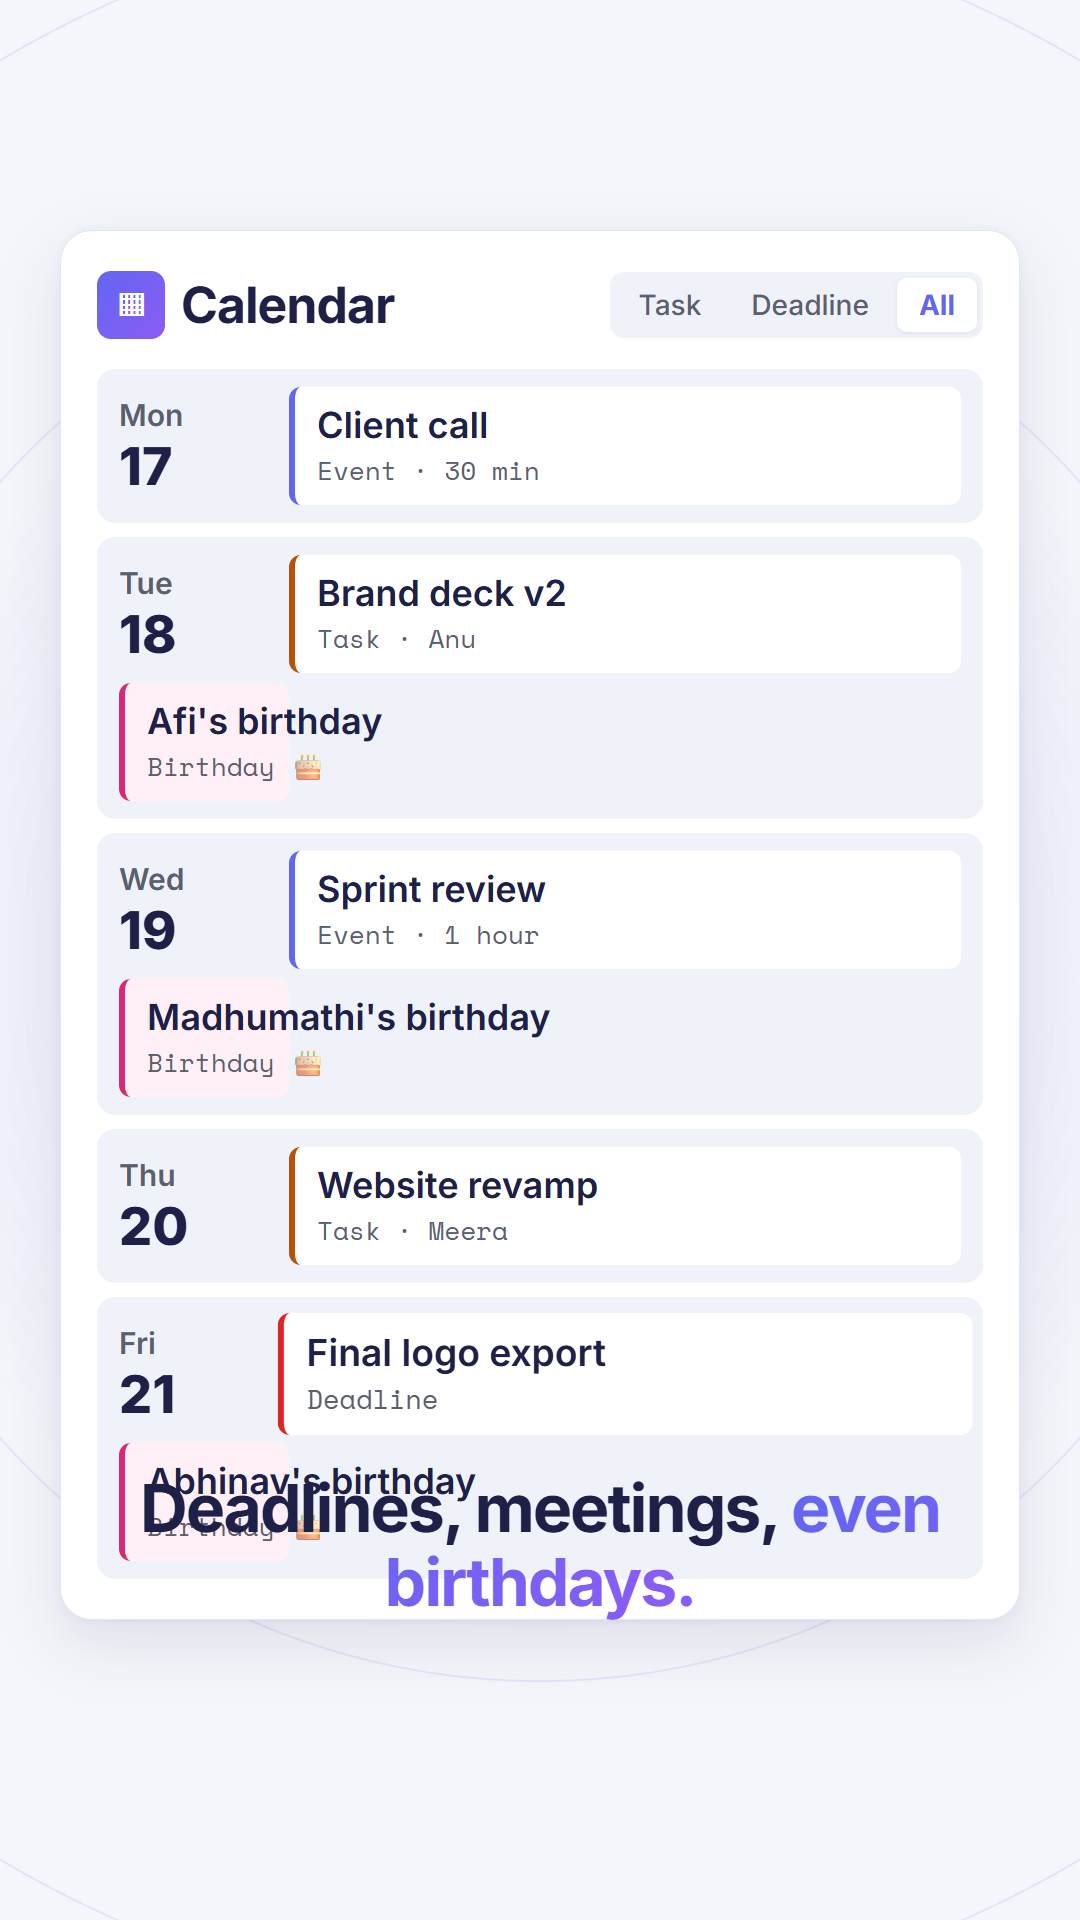 Calendar
Task Deadline All
Mon
17
Client call
Event · 30 min
Tue
18
Brand deck v2
Task · Anu
Afi's birthday
Birthday 🎂
Wed
19
Sprint review
Event · 1 hour
Madhumathi's birthday
Birthday 🎂
Thu
20
Website revamp
Task · Meera
Fri
21
Final logo export
Deadline
Abhinav's birthday
Birthday 🎂
Deadlines, meetings, even
birthdays.